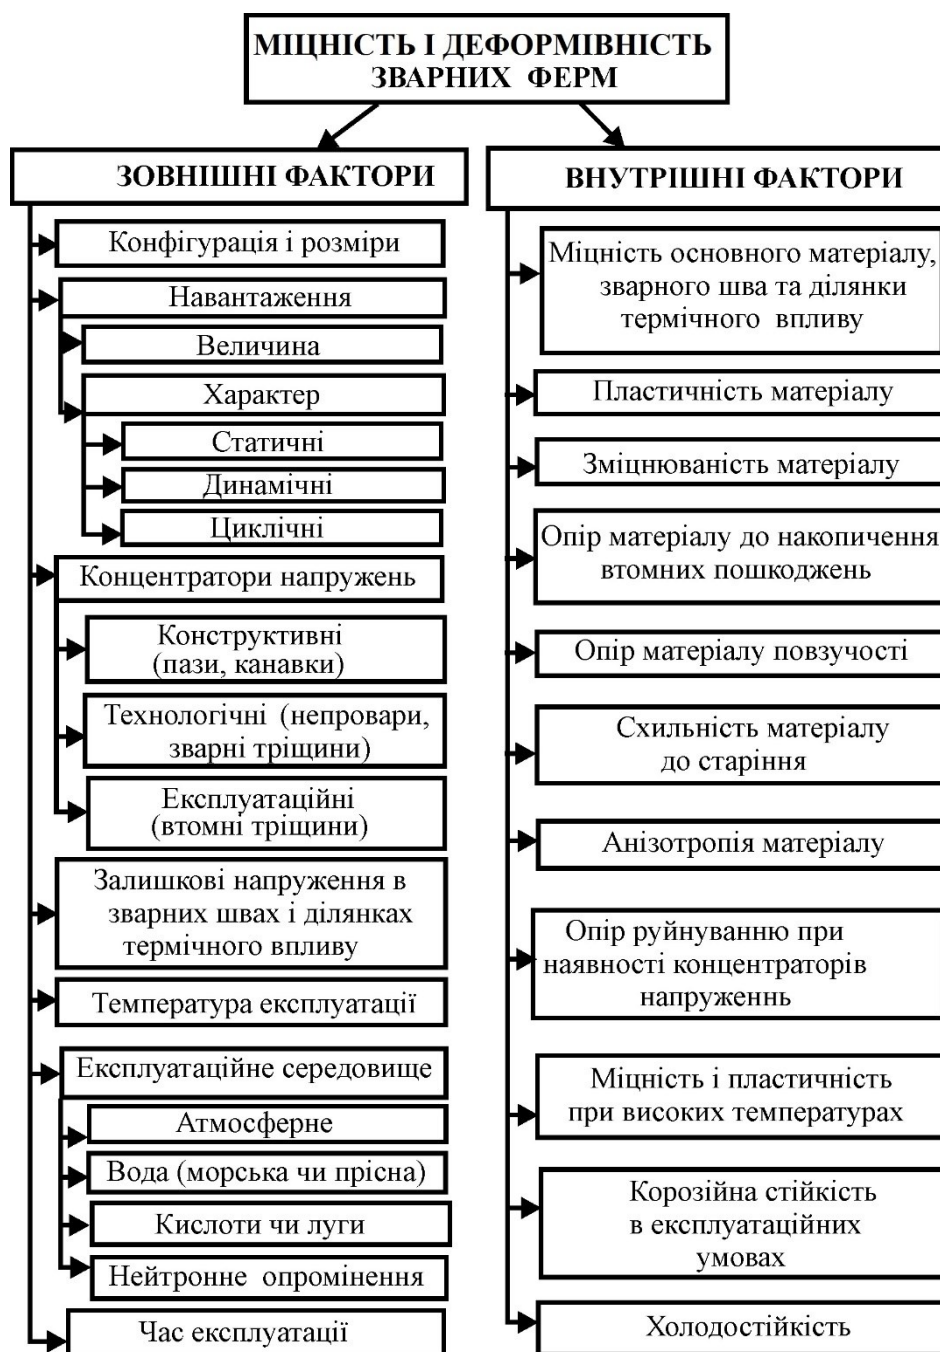 МІЦНІСТЬ І ДЕФОРМІВНІСТЬ
ЗВАРНИХ ФЕРМ
ЗОВНІШНІ ФАКТОРИ
Конфігурація і розміри
Навантаження
Величина
Характер
Статичні
Динамічні
Циклічні
Концентратори напружень
Конструктивні
(пази, канавки)
Технологічні (непровари,
зварні тріщини)
Експлуатаційні
(втомні тріщини)
Залишкові напруження в
зварних швах і ділянках
термічного впливу
Температура експлуатації
Експлуатаційне середовище
Атмосферне
Вода (морська чи прісна)
Кислоти чи луги
Нейтронне опромінення
Час експлуатації
ВНУТРІШНІ ФАКТОРИ
Міцність основного матеріалу,
зварного шва та ділянки
термічного впливу
Пластичність матеріалу
Зміцнюваність матеріалу
Опір матеріалу до накопичення
втомних пошкоджень
Опір матеріалу повзучості
Схильність матеріалу
до старіння
Анізотропія матеріалу
Опір руйнуванню при
наявності концентраторів
напруженнь
Міцність і пластичність
при високих температурах
Корозійна стійкість
в експлуатаційних
умовах
Холодостійкість